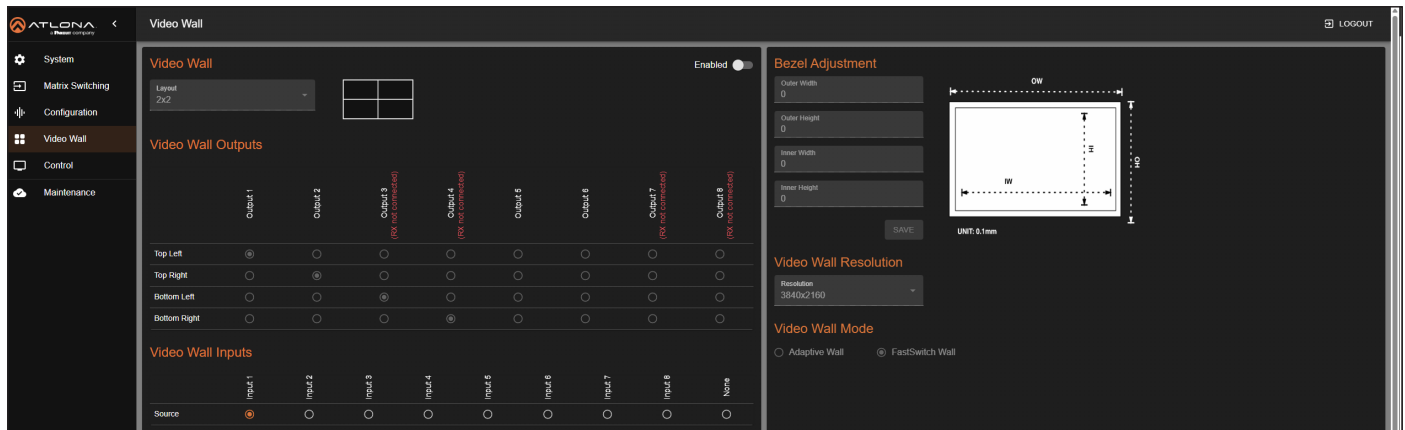 ATLONA
a Panduit company
Video Wall
LOGOUT
System
Matrix Switching
Configuration
Video Wall
Control
Maintenance
Video Wall
Enabled
Layout
2x2
Video Wall Outputs
Output 1
Output 2
Output 3
(RX not connected)
Output 4
(RX not connected)
Output 5
Output 6
Output 7
(RX not connected)
Output 8
(RX not connected)
Top Left
Top Right
Bottom Left
Bottom Right
Video Wall Inputs
Input 1
Input 2
Input 3
Input 4
Input 5
Input 6
Input 7
Input 8
None
Source
Bezel Adjustment
Outer Width
0
Outer Height
0
Inner Width
0
Inner Height
0
SAVE
OW
IH
OH
IW
UNIT: 0.1mm
Video Wall Resolution
Resolution
3840x2160
Video Wall Mode
Adaptive Wall
FastSwitch Wall